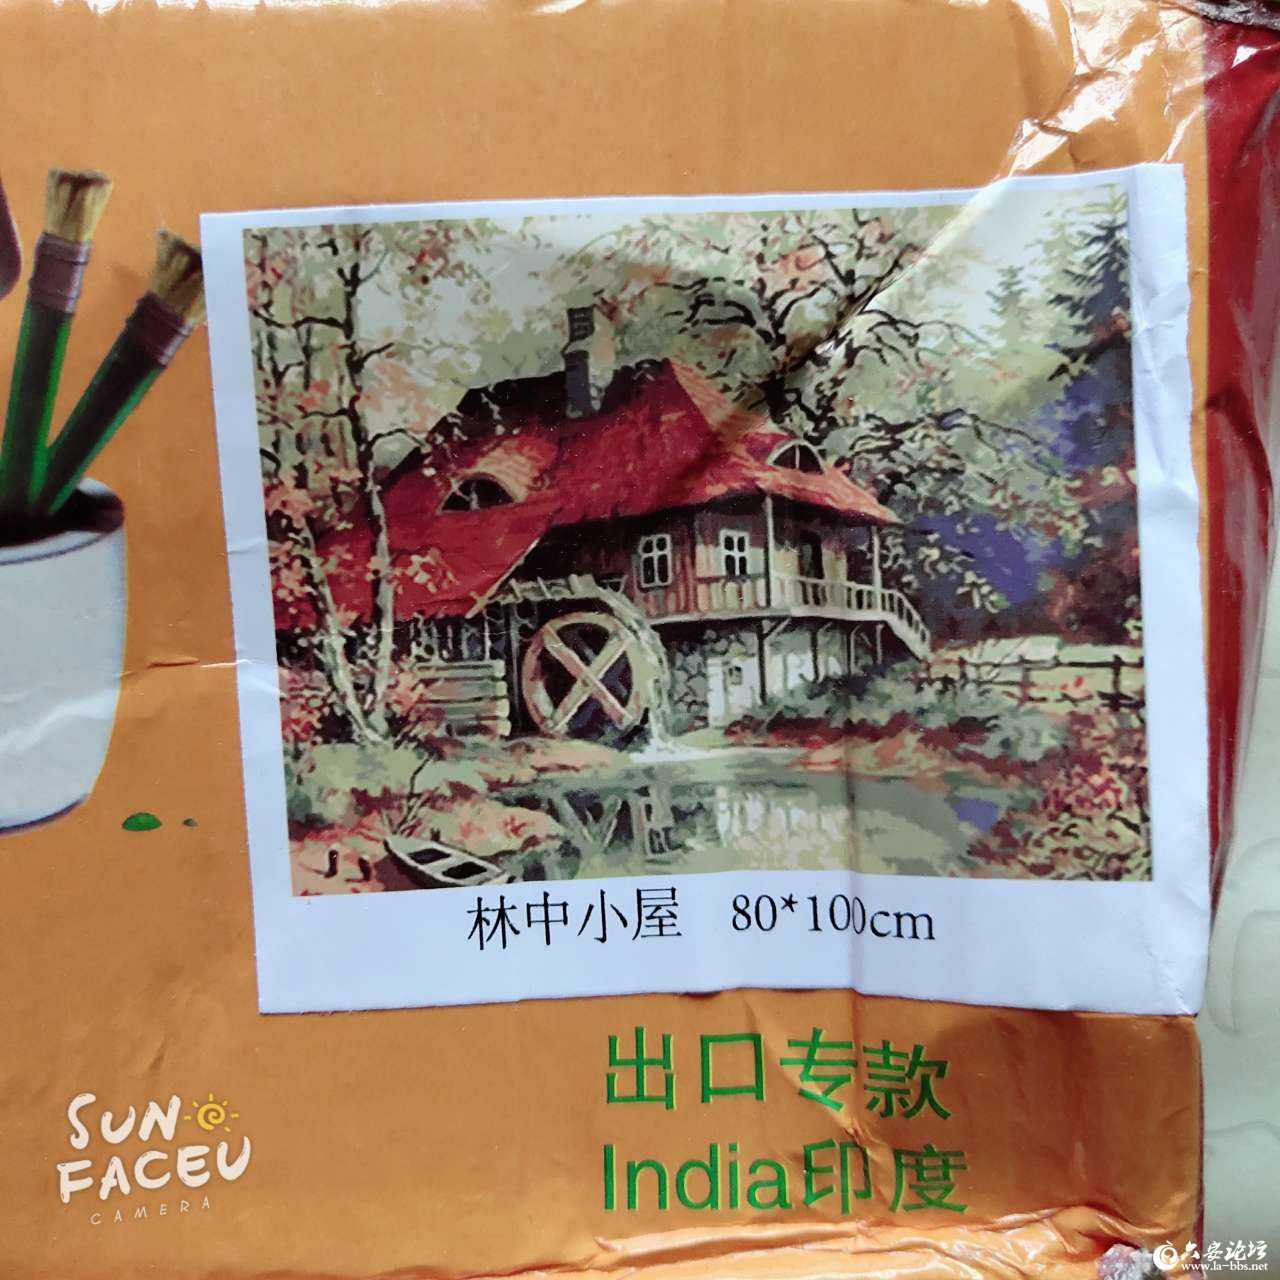 林中小屋 80*100cm
出口专款
India印度
SUN
FACEU
CAMERA
六安论坛
www.la-bbs.net